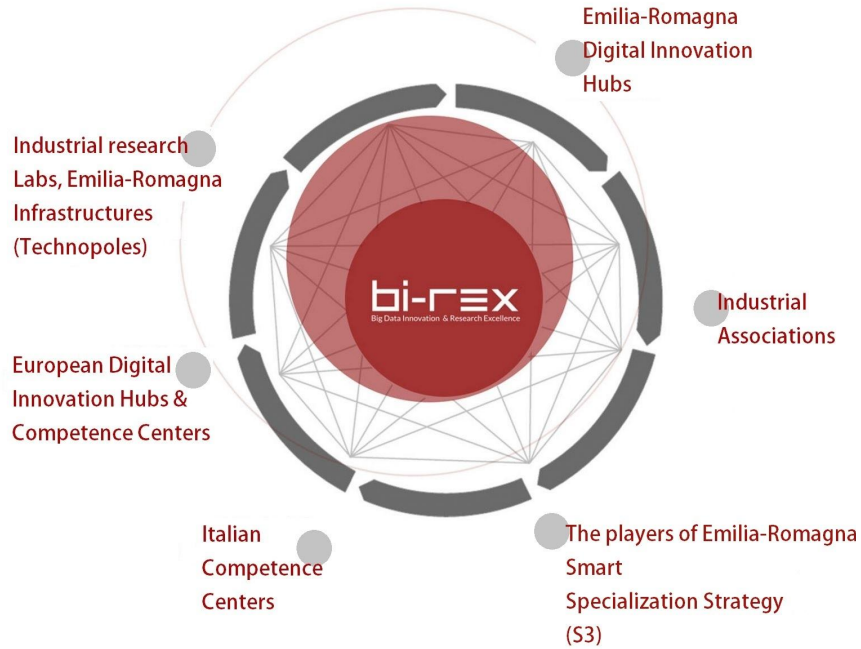 Emilia-Romagna
Digital Innovation
Hubs
Industrial research
Labs, Emilia-Romagna
Infrastructures
(Technopoles)
bi-rex
Big Data Innovation & Research Excellence
Industrial
Associations
European Digital
Innovation Hubs &
Competence Centers
Italian
Competence
Centers
The players of Emilia-Romagna
Smart
Specialization Strategy
(S3)